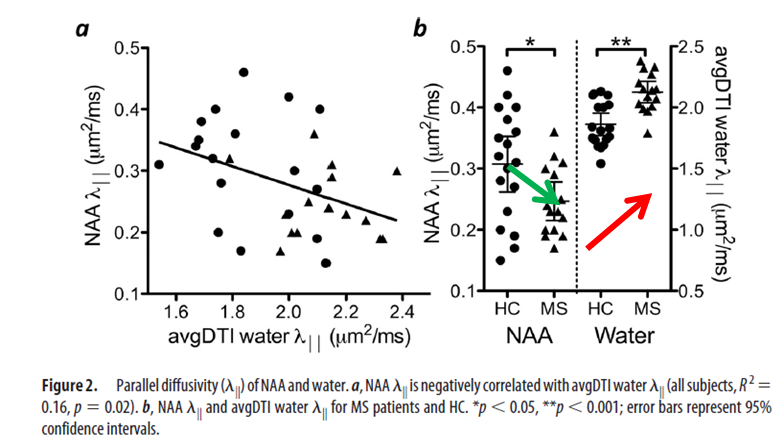 a
0.5
0.4
0.3
0.2
0.1
NAA λ|| (μm²/ms)
1.6 1.8 2.0 2.2 2.4
avgDTI water λ|| (μm²/ms)
b
* **
0.5
0.4
0.3
0.2
0.1
NAA λ|| (μm²/ms)
2.5
2.0
1.5
1.0
0.5
avgDTI water λ|| (μm²/ms)
HC MS HC MS
NAA Water
Figure 2. Parallel diffusivity (λ||) of NAA and water. a, NAA λ|| is negatively correlated with avgDTI water λ|| (all subjects, R² =
0.16, p = 0.02). b, NAA λ|| and avgDTI water λ|| for MS patients and HC. *p < 0.05, **p < 0.001; error bars represent 95%
confidence intervals.